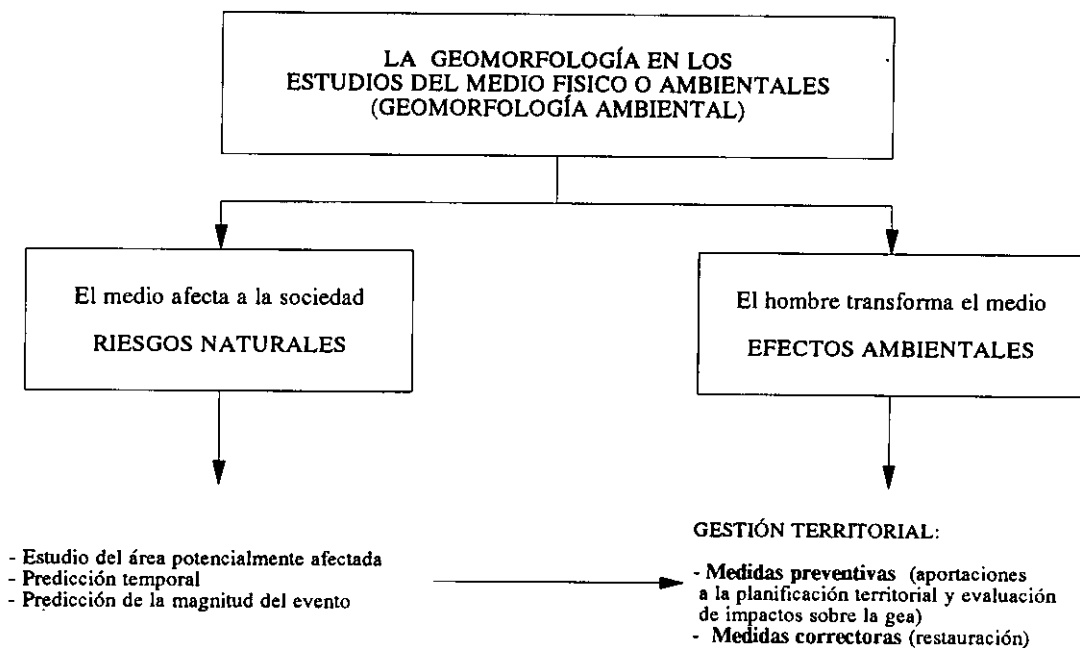 LA GEOMORFOLOGÍA EN LOS
ESTUDIOS DEL MEDIO FISICO O AMBIENTALES
(GEOMORFOLOGÍA AMBIENTAL)
El medio afecta a la sociedad
RIESGOS NATURALES
El hombre transforma el medio
EFECTOS AMBIENTALES
- Estudio del área potencialmente afectada
- Predicción temporal
- Predicción de la magnitud del evento
GESTIÓN TERRITORIAL:
- Medidas preventivas (aportaciones
a la planificación territorial y evaluación
de impactos sobre la gea)
- Medidas correctoras (restauración)